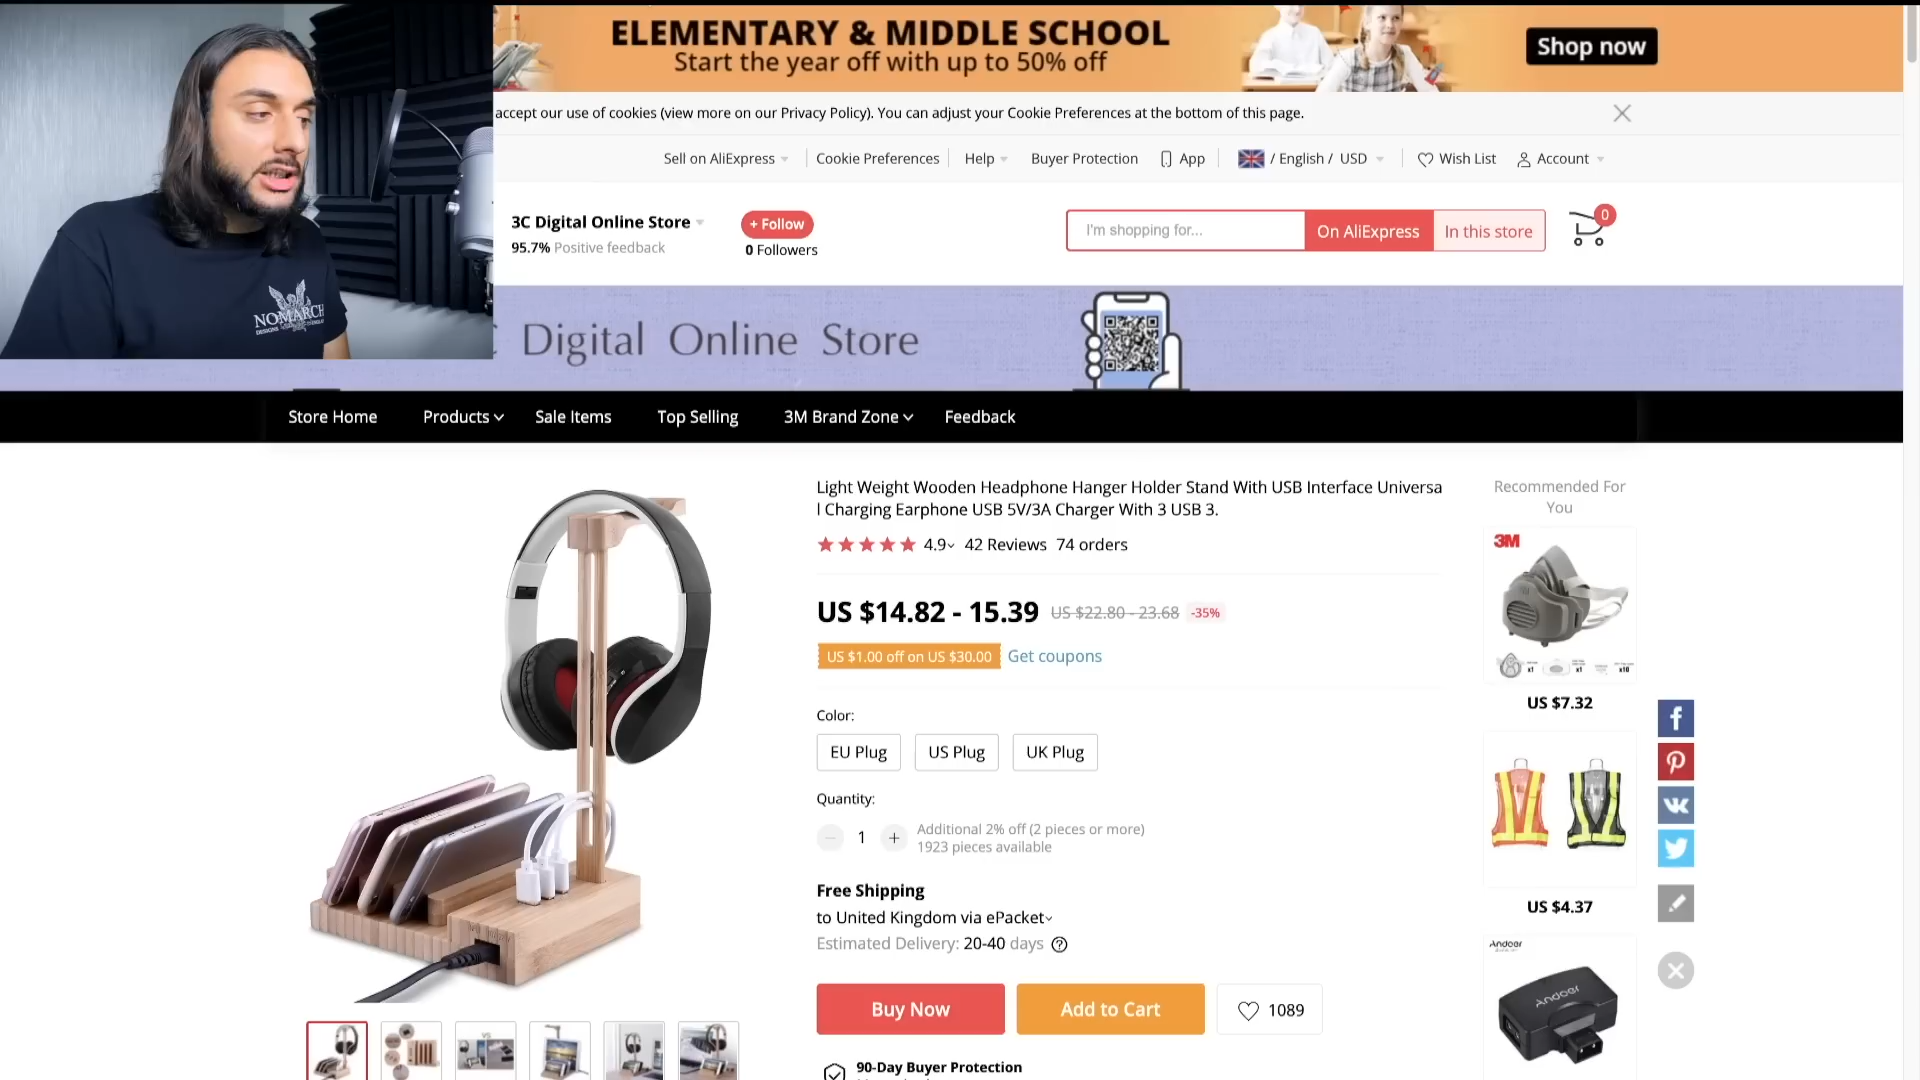 ELEMENTARY & MIDDLE SCHOOL
Start the year off with up to 50% off
Shop now
accept our use of cookies (view more on our Privacy Policy). You can adjust your Cookie Preferences at the bottom of this page.
Sell on AliExpress
Cookie Preferences
Help
Buyer Protection
App
/ English / USD
Wish List
Account
3C Digital Online Store
95.7% Positive feedback
+ Follow
0 Followers
I'm shopping for...
On AliExpress
In this store
0
NOMARCH
C Digital Online Store
Store Home
Products
Sale Items
Top Selling
3M Brand Zone
Feedback
Light Weight Wooden Headphone Hanger Holder Stand With USB Interface Universa
l Charging Earphone USB 5V/3A Charger With 3 USB 3.
4.9 42 Reviews 74 orders
US $14.82 - 15.39 US $22.80 - 23.68 -35%
US $1.00 off on US $30.00 Get coupons
Color:
EU Plug
US Plug
UK Plug
Quantity:
1
Additional 2% off (2 pieces or more)
1923 pieces available
Free Shipping
to United Kingdom via ePacket
Estimated Delivery: 20-40 days
Buy Now
Add to Cart
1089
90-Day Buyer Protection
Recommended For
You
3M
x1 x1 x10
US $7.32
US $4.37
Andoer
Andoer